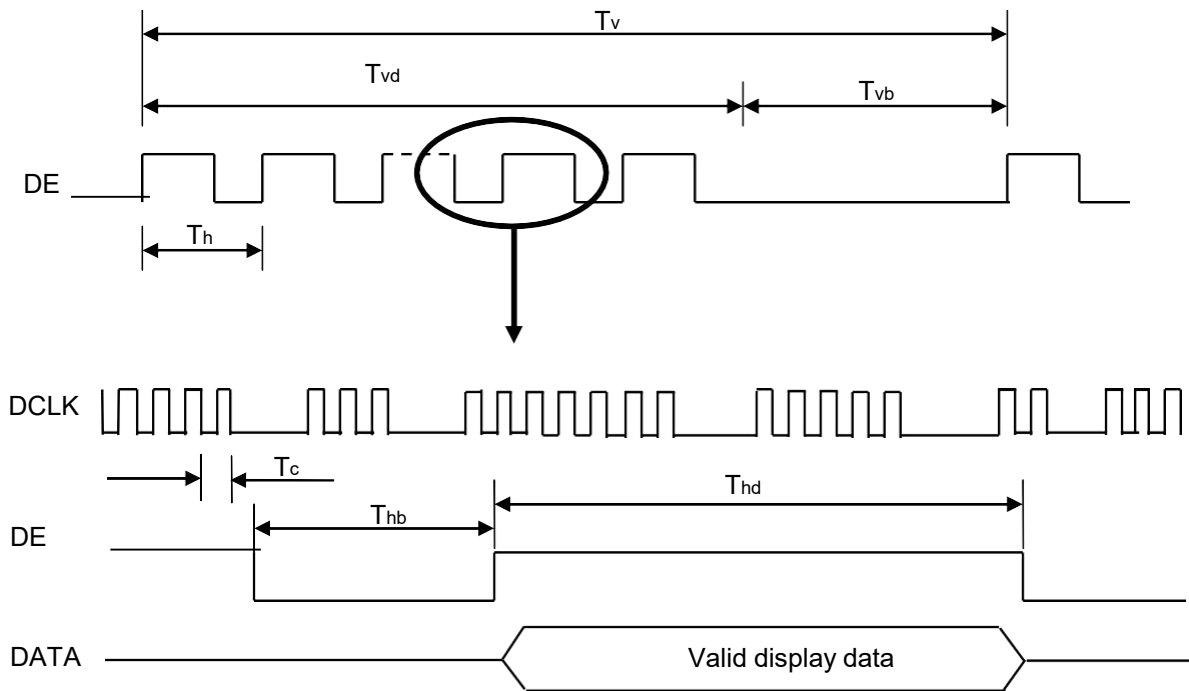 Tv
Tvd
Tvb
DE
Th
DCLK
Tc
Thd
Thb
DE
DATA
Valid display data